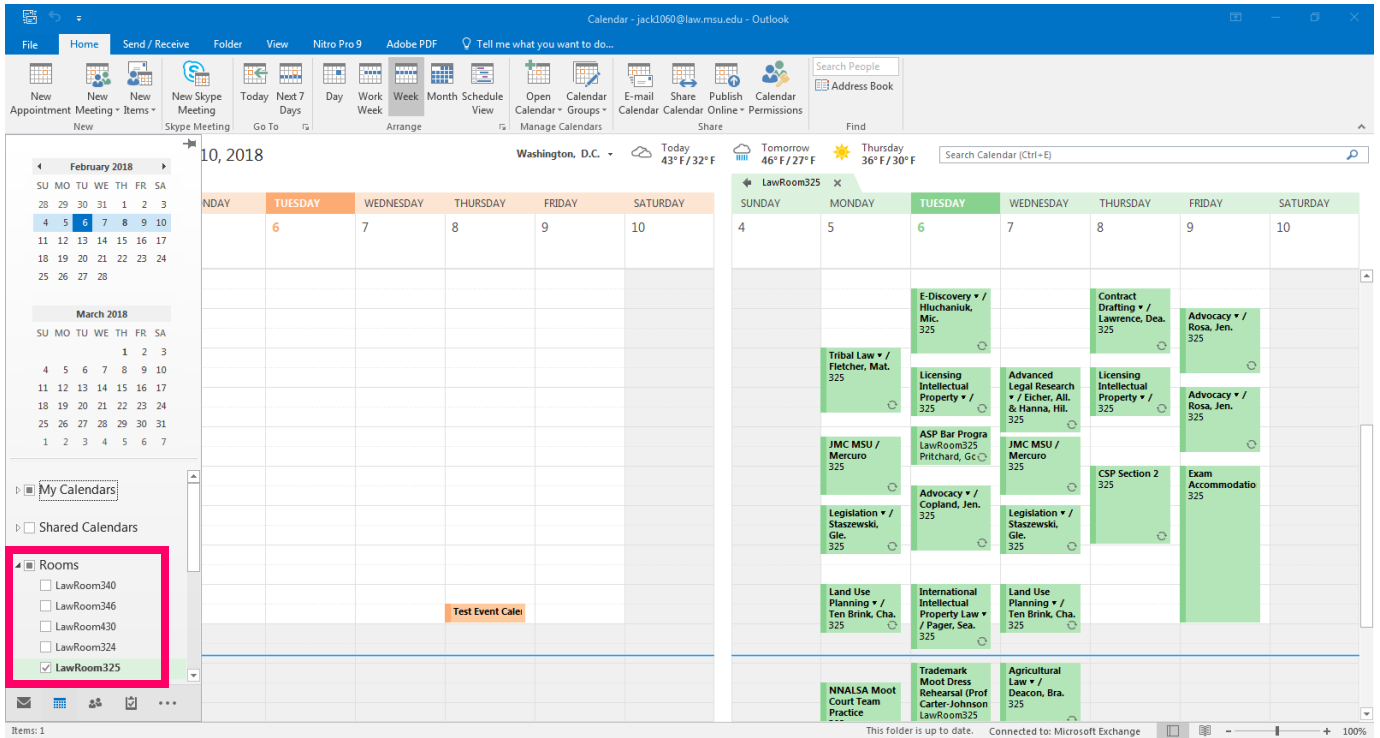 Calendar - jack1060@law.msu.edu - Outlook
File Home Send / Receive Folder View Nitro Pro 9 Adobe PDF Tell me what you want to do...
New Appointment
New Meeting
New Items
New Skype Meeting
Today
Next 7 Days
Day
Work Week
Week
Month
Schedule View
Open Calendar
Calendar Groups
E-mail Calendar
Share Calendar
Publish Online
Calendar Permissions
Search People
Address Book
New Skype Meeting Go To Arrange Manage Calendars Share Find
February 2018
SU MO TU WE TH FR SA
28 29 30 31 1 2 3
4 5 6 7 8 9 10
11 12 13 14 15 16 17
18 19 20 21 22 23 24
25 26 27 28
March 2018
SU MO TU WE TH FR SA
1 2 3
4 5 6 7 8 9 10
11 12 13 14 15 16 17
18 19 20 21 22 23 24
25 26 27 28 29 30 31
1 2 3 4 5 6 7
My Calendars
Shared Calendars
Rooms
LawRoom340
LawRoom346
LawRoom430
LawRoom324
LawRoom325
10, 2018
Washington, D.C.
Today
43°F/32°F
Tomorrow
46°F/27°F
Thursday
36°F/30°F
Search Calendar (Ctrl+E)
NDAY TUESDAY WEDNESDAY THURSDAY FRIDAY SATURDAY
6 7 8 9 10
Test Event Cale
LawRoom325
SUNDAY MONDAY TUESDAY WEDNESDAY THURSDAY FRIDAY SATURDAY
4 5 6 7 8 9 10
Tribal Law /
Fletcher, Mat.
325
JMC MSU /
Mercuro
325
Legislation /
Staszewski,
Gle.
325
Land Use
Planning /
Ten Brink, Cha.
325
NNALSA Moot
Court Team
Practice
E-Discovery /
Hluchaniuk,
Mic.
325
Licensing
Intellectual
Property /
325
ASP Bar Progra
LawRoom325
Pritchard, Gc
Advocacy /
Copland, Jen.
325
International
Intellectual
Property Law
/ Pager, Sea.
325
Trademark
Moot Dress
Rehearsal (Prof
Carter-Johnson
LawRoom325
Advanced
Legal Research
/ Eicher, All.
& Hanna, Hil.
325
JMC MSU /
Mercuro
325
Legislation /
Staszewski,
Gle.
325
Land Use
Planning /
Ten Brink, Cha.
325
Agricultural
Law /
Deacon, Bra.
325
Contract
Drafting /
Lawrence, Dea.
325
Licensing
Intellectual
Property /
325
CSP Section 2
325
Advocacy /
Rosa, Jen.
325
Advocacy /
Rosa, Jen.
325
Exam
Accommodatio
325
Items: 1
This folder is up to date. Connected to: Microsoft Exchange 100%